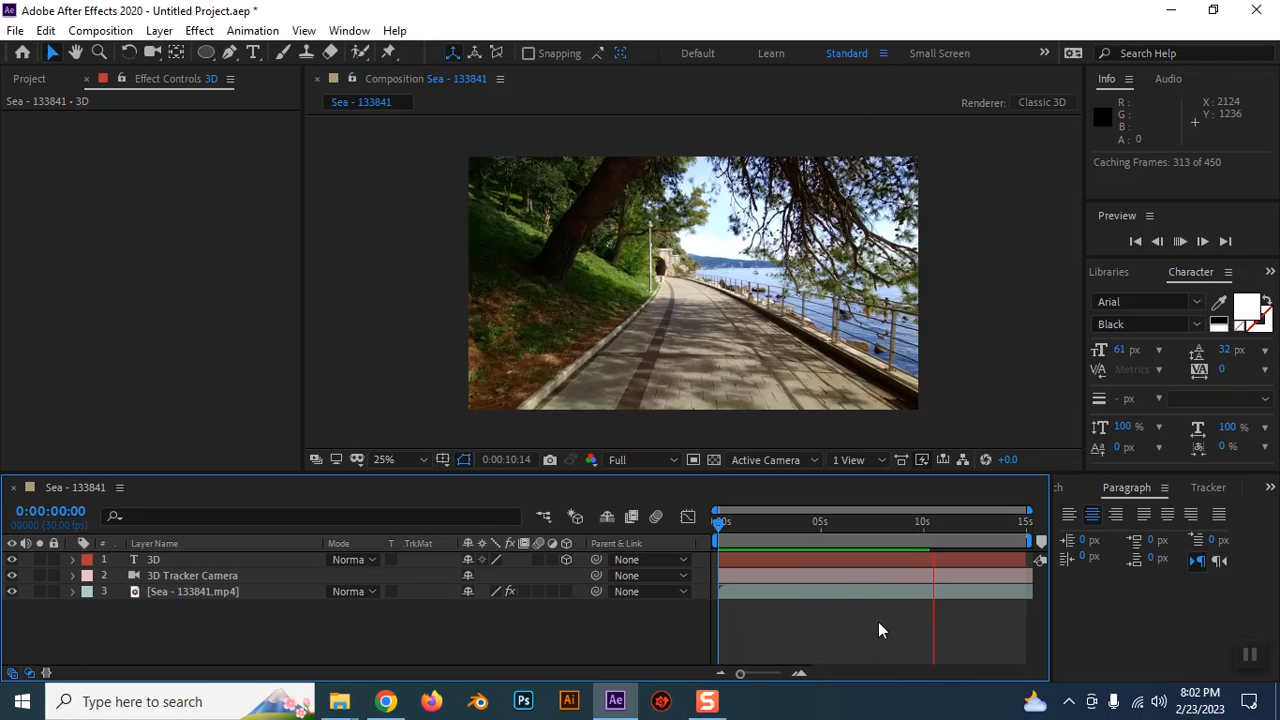 Ae Adobe After Effects 2020 - Untitled Project.aep *
File Edit Composition Layer Effect Animation View Window Help
Snapping Default Learn Standard Small Screen Search Help
Project Effect Controls 3D
Composition Sea - 133841
Info Audio
Sea - 133841 • 3D
Sea - 133841
Renderer: Classic 3D
R :
G :
B :
A : 0
X : 2124
Y : 1236
Caching Frames: 313 of 450
Preview
Libraries Character
Arial
Black
61 px 32 px
Metrics 0
- px
100 % 100 %
0 px 0 %
25% 0:00:10:14 Full Active Camera 1 View +0.0
Sea - 133841
Paragraph Tracker
0:00:00:00
00000 (30.00 fps)
05s 10s 15s
0 px 0 px 0 px
0 px 0 px
# Layer Name Mode T .TrkMat Parent & Link
1 T 3D Norma None
2 3D Tracker Camera None
3 [Sea - 133841.mp4] Norma None
Type here to search
Ps Ai Ae S
8:02 PM
2/23/2023